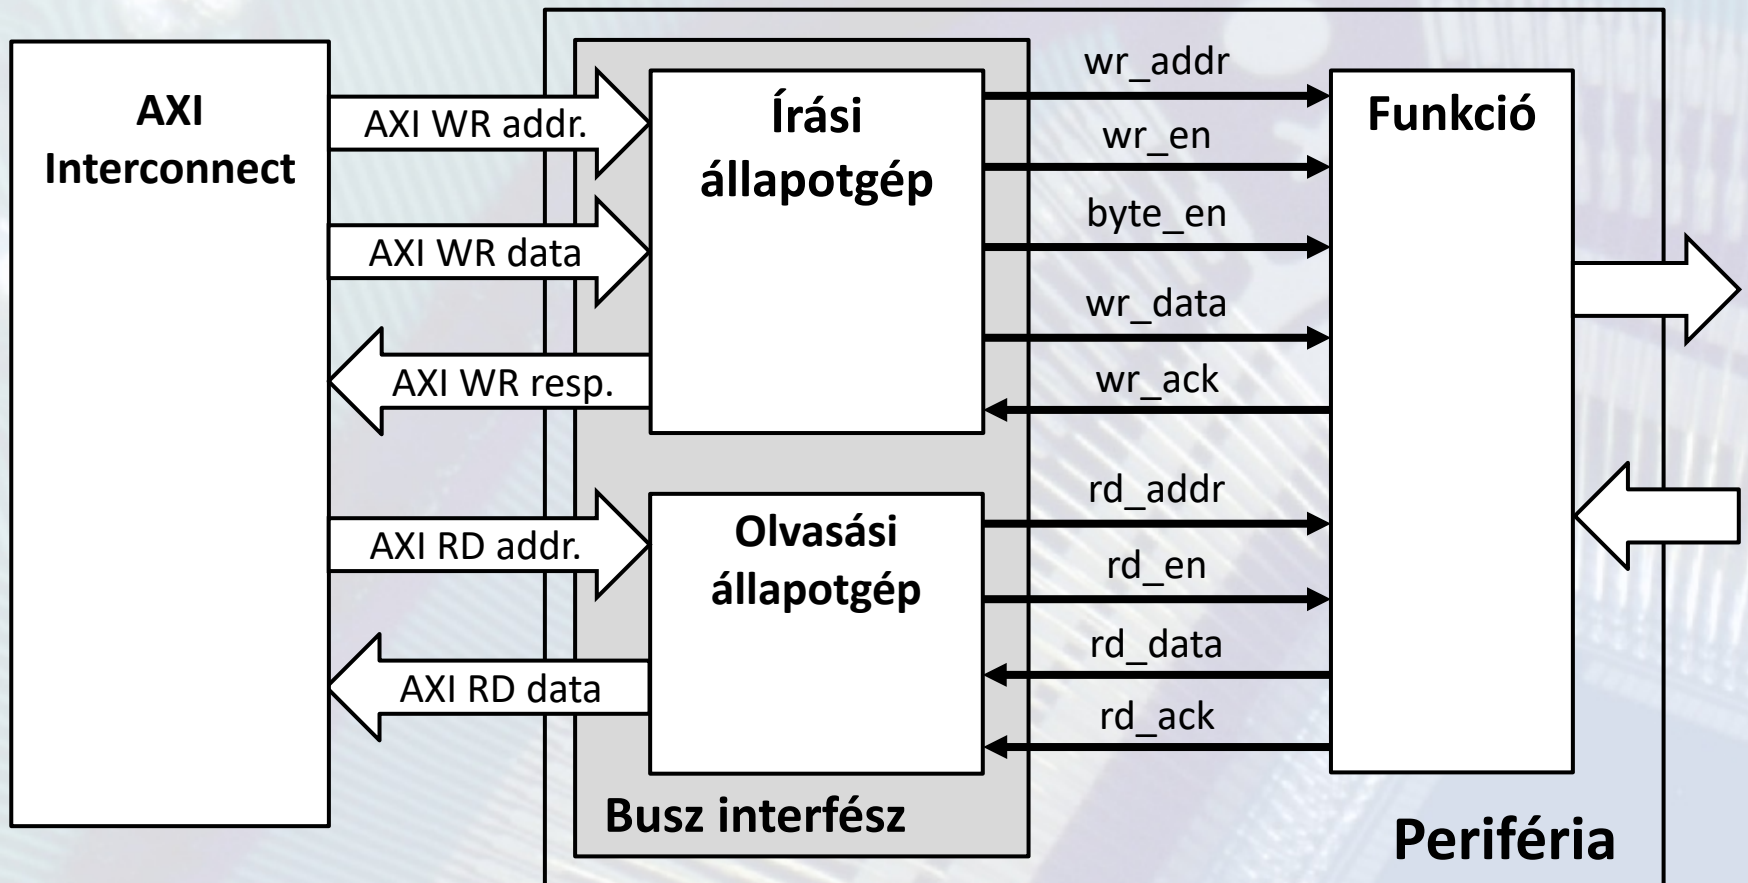 AXI
Interconnect
AXI WR addr.
AXI WR data
AXI WR resp.
AXI RD addr.
AXI RD data
Írási
állapotgép
Olvasási
állapotgép
Busz interfész
wr_addr
wr_en
byte_en
wr_data
wr_ack
rd_addr
rd_en
rd_data
rd_ack
Funkció
Periféria